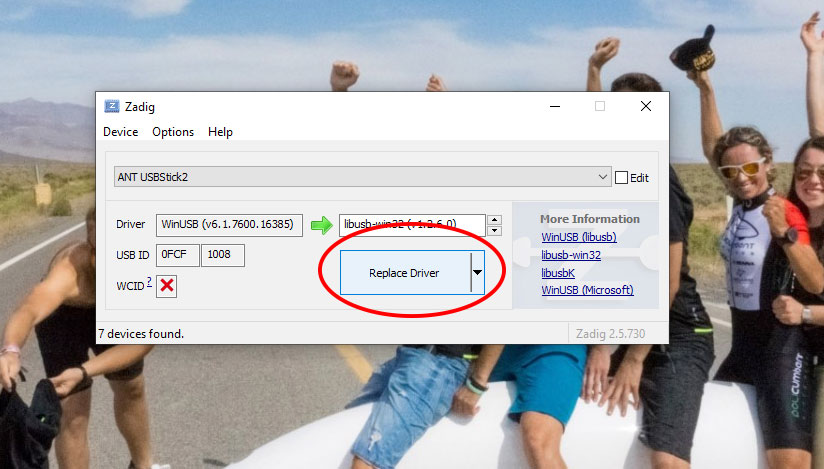 Zadig
Device Options Help
ANT USBStick2
Edit
Driver WinUSB (v6.1.7600.16385) libusb-win32 (v1.2.6.0)
USB ID 0FCF 1008
WCID ?
Replace Driver
More Information
WinUSB (libusb)
libusb-win32
libusbK
WinUSB (Microsoft)
7 devices found.
Zadig 2.5.730